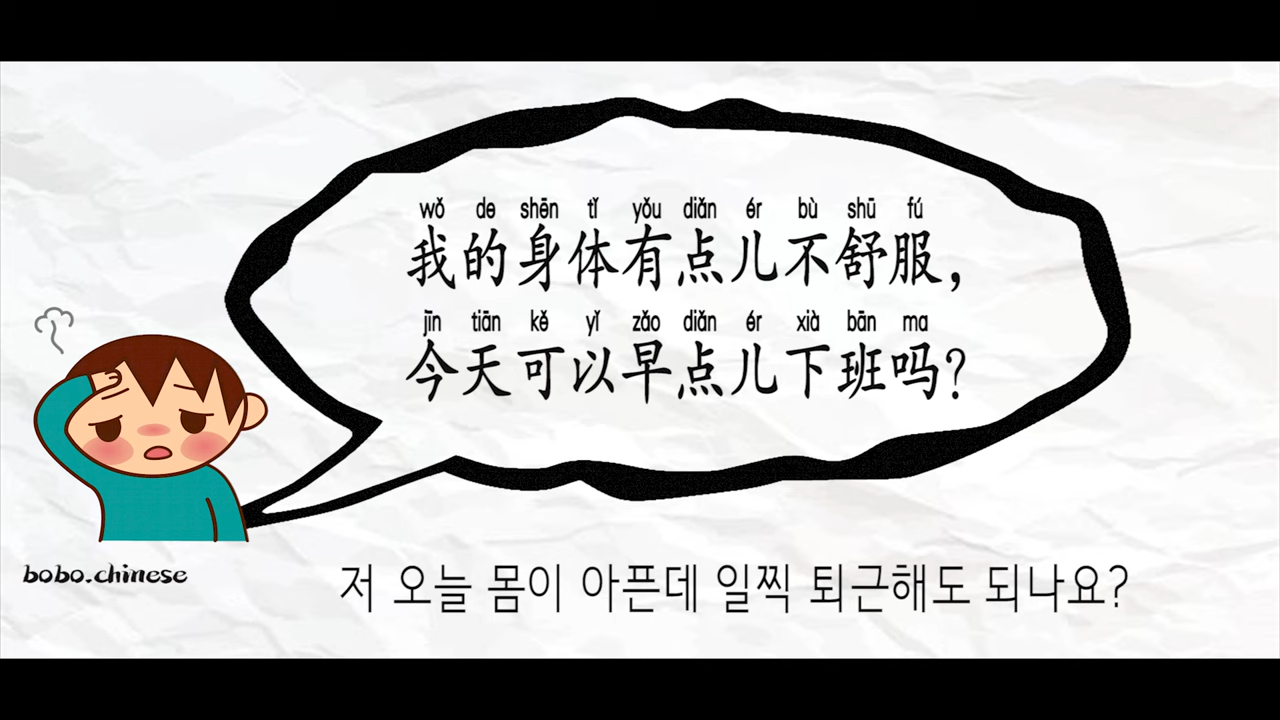 wǒ de shēn tǐ yǒu diǎn ér bù shū fú
我的身体有点儿不舒服，
jīn tiān kě yǐ zǎo diǎn ér xià bān ma
今天可以早点儿下班吗？
bobo.chinese
저 오늘 몸이 아픈데 일찍 퇴근해도 되나요?